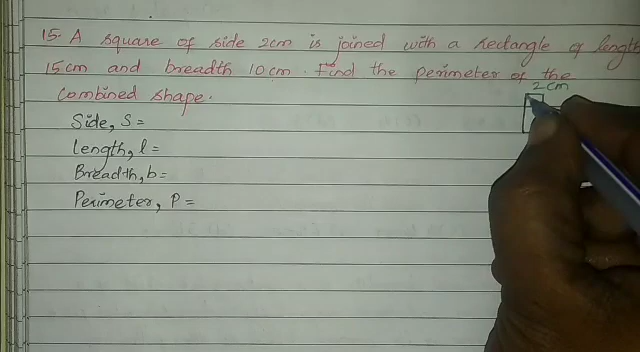 15. A square of side 2cm is joined with a rectangle of length
15cm and breadth 10cm. Find the perimeter of the
combined shape.
2cm
Side, S =
Length, l =
Breadth, b =
Perimeter, P =